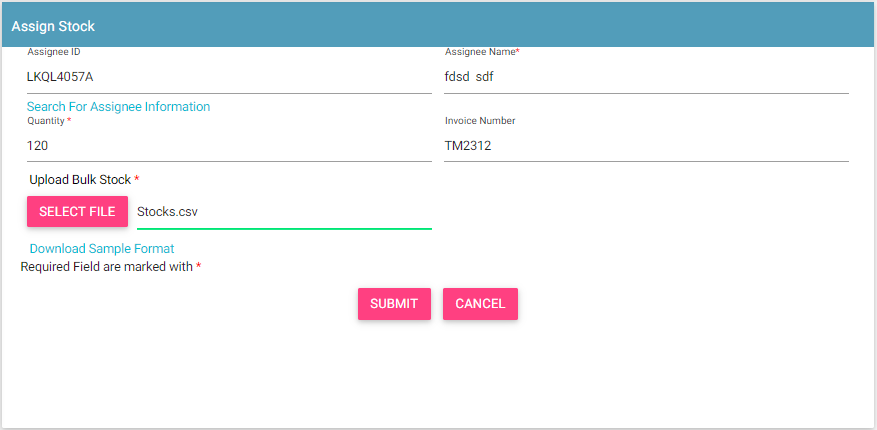 Assign Stock
Assignee ID
Assignee Name*
LKQL4057A
fdsd sdf
Search For Assignee Information
Quantity *
Invoice Number
120
TM2312
Upload Bulk Stock *
SELECT FILE
Stocks.csv
Download Sample Format
Required Field are marked with *
SUBMIT
CANCEL